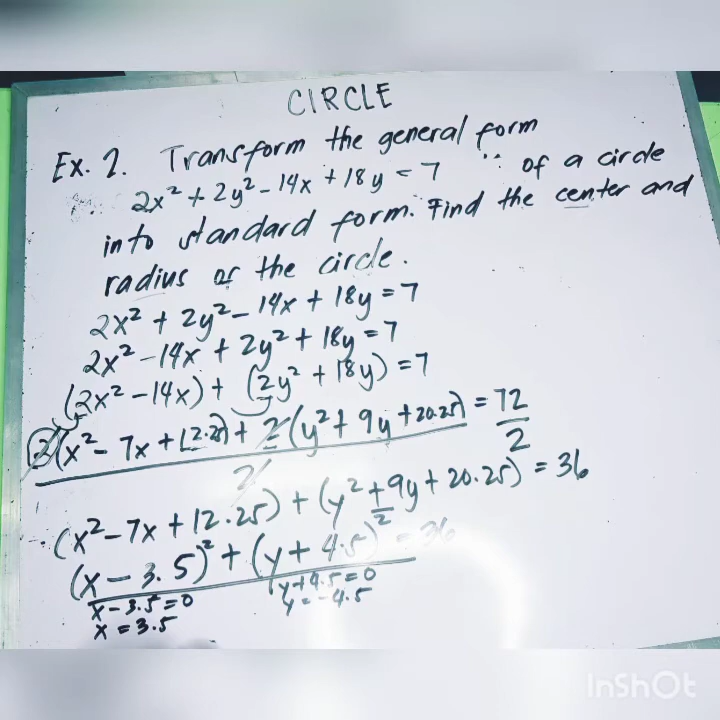 CIRCLE
Ex. 2. Transform the general form
2x² + 2y² - 14x + 18y = 7 of a circle
into standard form. Find the center and
radius of the circle.
2x² + 2y² - 14x + 18y = 7
2x² - 14x + 2y² + 18y = 7
(2x² - 14x) + (2y² + 18y) = 7
2(x² - 7x + 12.25) + 2(y² + 9y + 20.25) = 72
2 2
(x² - 7x + 12.25) + (y² + 9y + 20.25) = 36
(x - 3.5)² + (y + 4.5)² = 36
x - 3.5 = 0 y + 4.5 = 0
x = 3.5 y = -4.5
InShOt